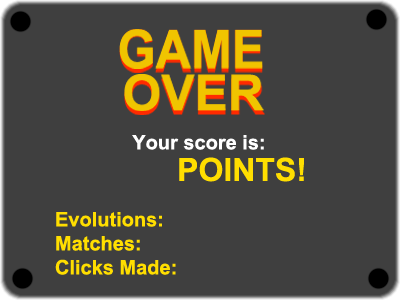 GAME
OVER
Your score is:
POINTS!
Evolutions:
Matches:
Clicks Made: